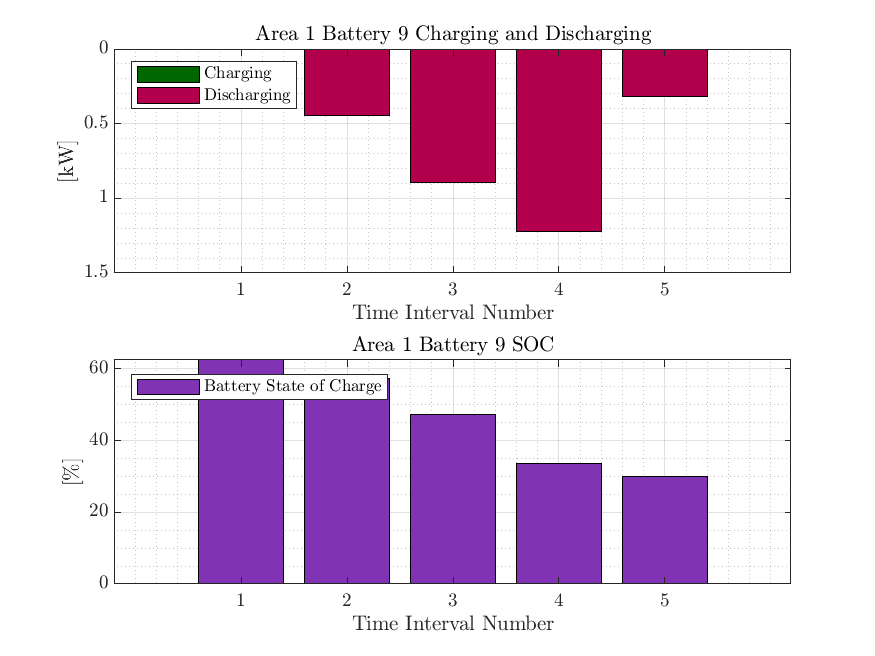 Area 1 Battery 9 Charging and Discharging
0
0.5
1
1.5
[kW]
Charging
Discharging
1 2 3 4 5
Time Interval Number
Area 1 Battery 9 SOC
60
40
20
0
[%]
Battery State of Charge
1 2 3 4 5
Time Interval Number